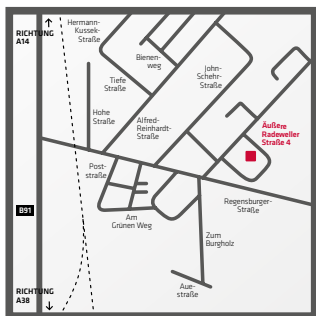 RICHTUNG
A14
Hermann-
Kussek-
Straße
Bienen-
weg
Tiefe
Straße
John-
Schehr-
Straße
Hohe
Straße
Alfred-
Reinhardt-
Straße
Äußere
Radeweller
Straße 4
Post-
straße
Regensburger-
Straße
B91
Am
Grünen Weg
Zum
Burgholz
Aue-
straße
RICHTUNG
A38